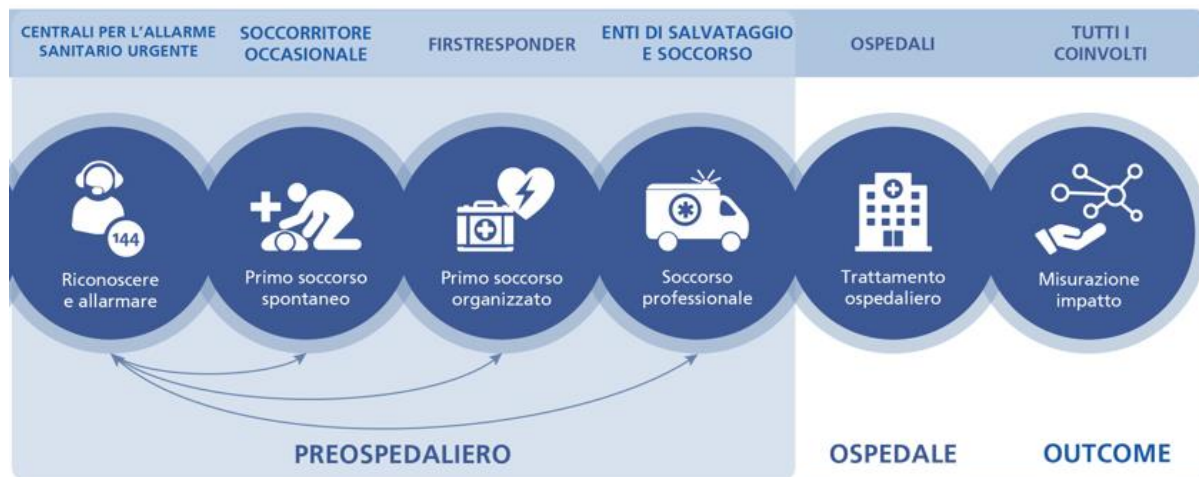 CENTRALI PER L'ALLARME
SANITARIO URGENTE
SOCCORRITORE
OCCASIONALE
FIRSTRESPONDER
ENTI DI SALVATAGGIO
E SOCCORSO
OSPEDALI
TUTTI I
COINVOLTI
144
Riconoscere
e allarmare
Primo soccorso
spontaneo
Primo soccorso
organizzato
Soccorso
professionale
Trattamento
ospedaliero
Misurazione
impatto
PREOSPEDALIERO
OSPEDALE
OUTCOME